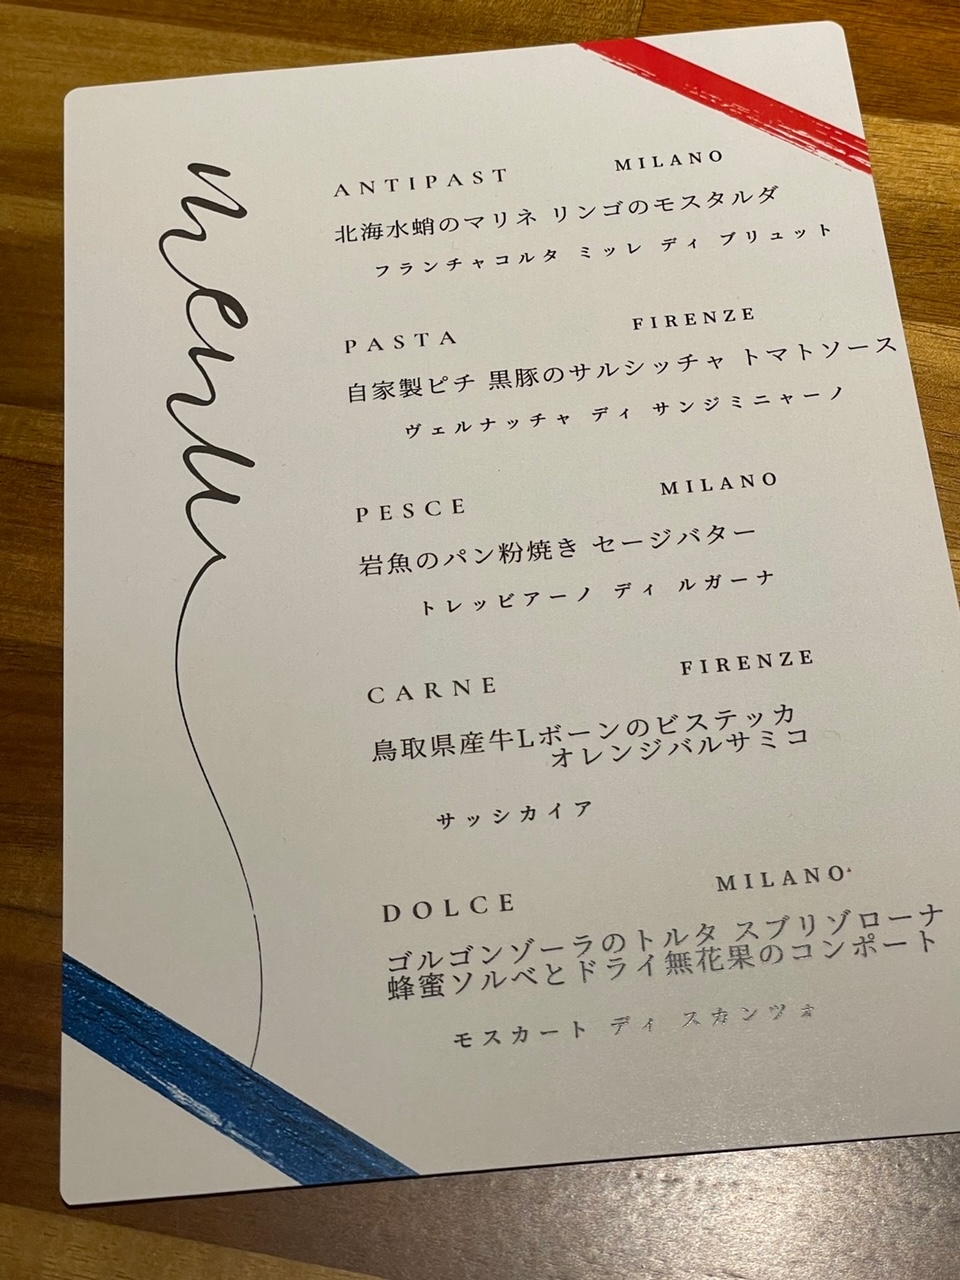 menu
ANTIPAST MILANO
北海水蛸のマリネ リンゴのモスタルダ
フランチャコルタ ミッレ ディ ブリュット
PASTA FIRENZE
自家製ピチ 黒豚のサルシッチャ トマトソース
ヴェルナッチャ ディ サンジミニャーノ
PESCE MILANO
岩魚のパン粉焼き セージバター
トレッビアーノ ディ ルガーナ
CARNE FIRENZE
鳥取県産牛Lボーンのビステッカ
オレンジバルサミコ
サッシカイア
DOLCE MILANO
ゴルゴンゾーラのトルタ スブリゾローナ
蜂蜜ソルベとドライ無花果のコンポート
モスカート ディ スカンツォ